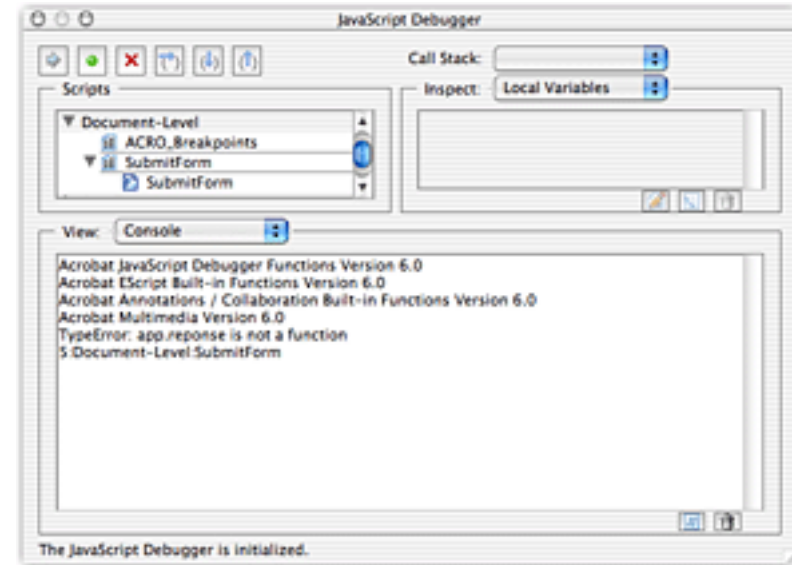 JavaScript Debugger
Call Stack:
Scripts
Inspect: Local Variables
Document-Level
ACRO_Breakpoints
SubmitForm
SubmitForm
View: Console
Acrobat JavaScript Debugger Functions Version 6.0
Acrobat EScript Built-in Functions Version 6.0
Acrobat Annotations / Collaboration Built-in Functions Version 6.0
Acrobat Multimedia Version 6.0
TypeError: app.reponse is not a function
S:Document-Level:SubmitForm
The JavaScript Debugger is initialized.